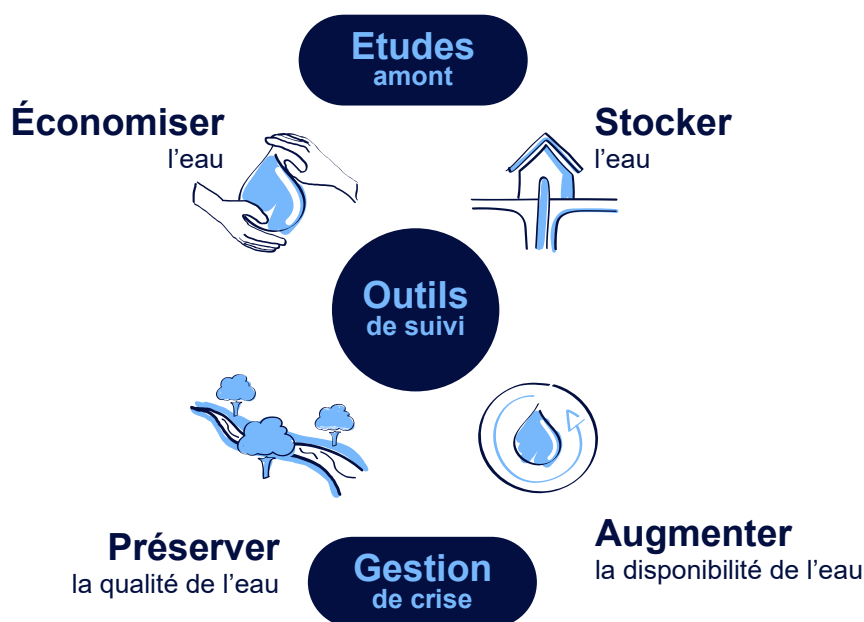 Etudes
amont
Économiser
l’eau
Stocker
l’eau
Outils
de suivi
Préserver
la qualité de l’eau
Gestion
de crise
Augmenter
la disponibilité de l’eau